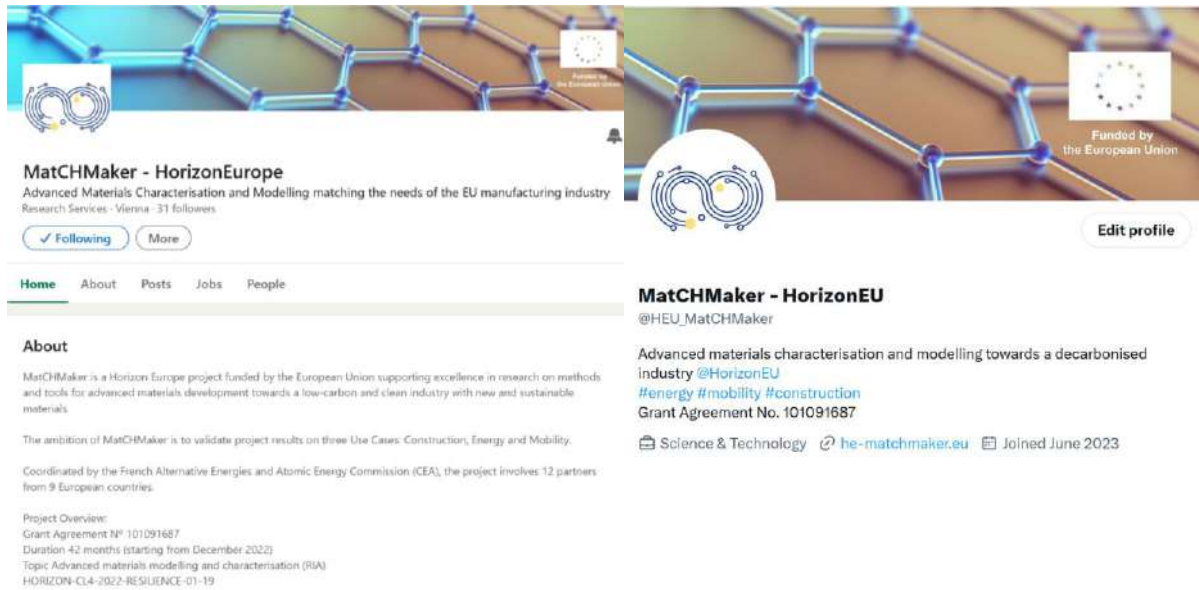 Funded by
the European Union
MatCHMaker - HorizonEurope
Advanced Materials Characterisation and Modelling matching the needs of the EU manufacturing industry
Research Services · Vienna · 31 followers
✓ Following More
Home About Posts Jobs People
About
MatCHMaker is a Horizon Europe project funded by the European Union supporting excellence in research on methods
and tools for advanced materials development towards a low-carbon and clean industry with new and sustainable
materials.
The ambition of MatCHMaker is to validate project results on three Use Cases: Construction, Energy and Mobility.
Coordinated by the French Alternative Energies and Atomic Energy Commission (CEA), the project involves 12 partners
from 9 European countries.
Project Overview:
Grant Agreement Nº 101091687
Duration 42 months (starting from December 2022)
Topic Advanced materials modelling and characterisation (RIA)
HORIZON-CL4-2022-RESILIENCE-01-19
Funded by
the European Union
Edit profile
MatCHMaker - HorizonEU
@HEU_MatCHMaker
Advanced materials characterisation and modelling towards a decarbonised
industry @HorizonEU
#energy #mobility #construction
Grant Agreement No. 101091687
Science & Technology he-matchmaker.eu Joined June 2023